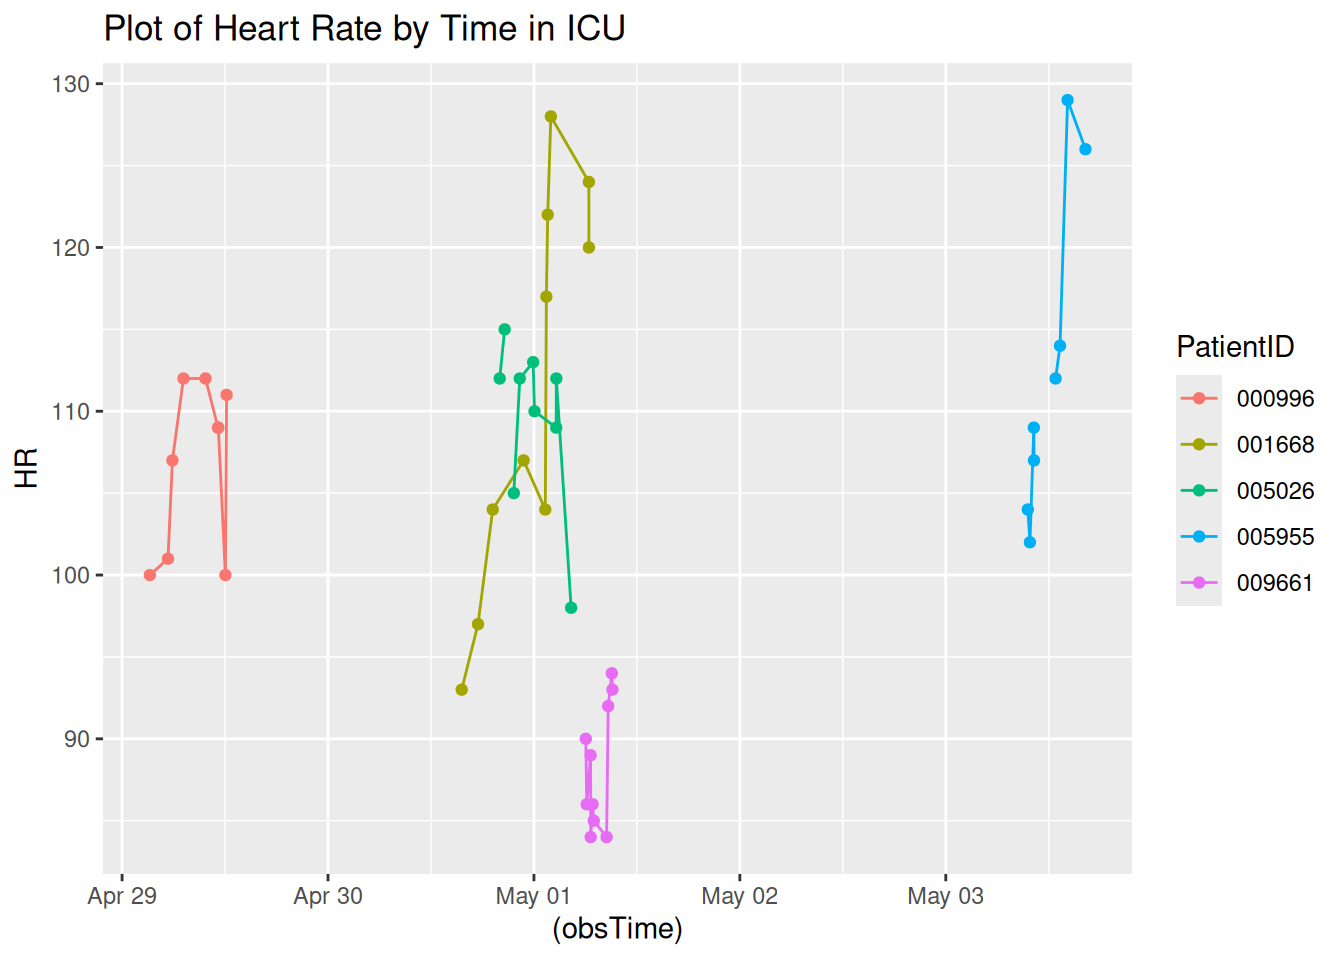 Plot of Heart Rate by Time in ICU
130
120
110
100
90
HR
Apr 29
Apr 30
May 01
May 02
May 03
(obsTime)
PatientID
000996
001668
005026
005955
009661